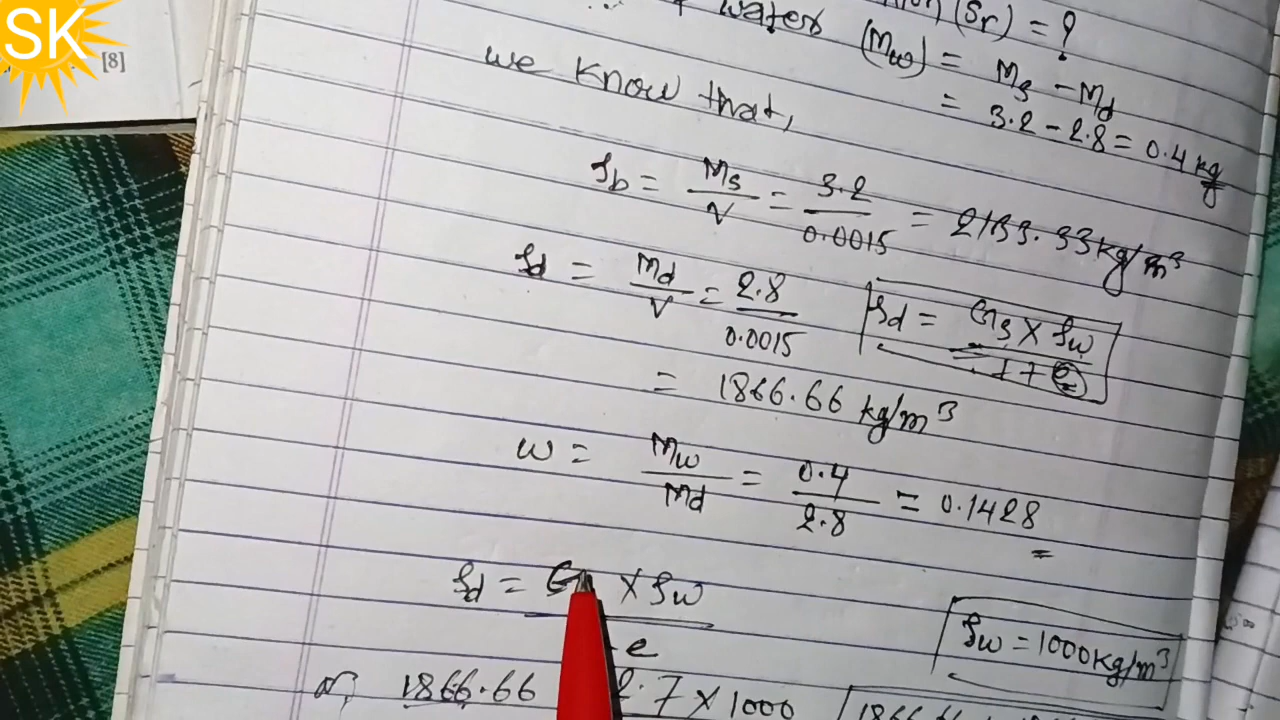 SK
[8]
(Sr) = ?
water (Mw) = Ms - Md
= 3.2 - 2.8 = 0.4 kg
we know that,
ρb = Ms/V = 3.2/0.0015 = 2133.33 kg/m³
ρd = Md/V = 2.8/0.0015
ρd = Gs × ρw / 1 + e
= 1866.66 kg/m³
w = Mw/Md = 0.4/2.8 = 0.1428
ρd = G × ρw / e
ρw = 1000 kg/m³
or, 1866.66 2.7 × 1000